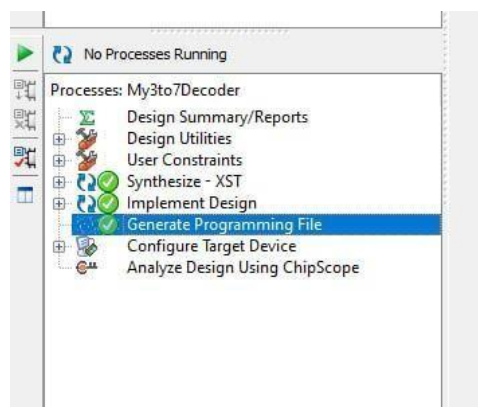 No Processes Running
Processes: My3to7Decoder
Design Summary/Reports
Design Utilities
User Constraints
Synthesize - XST
Implement Design
Generate Programming File
Configure Target Device
Analyze Design Using ChipScope